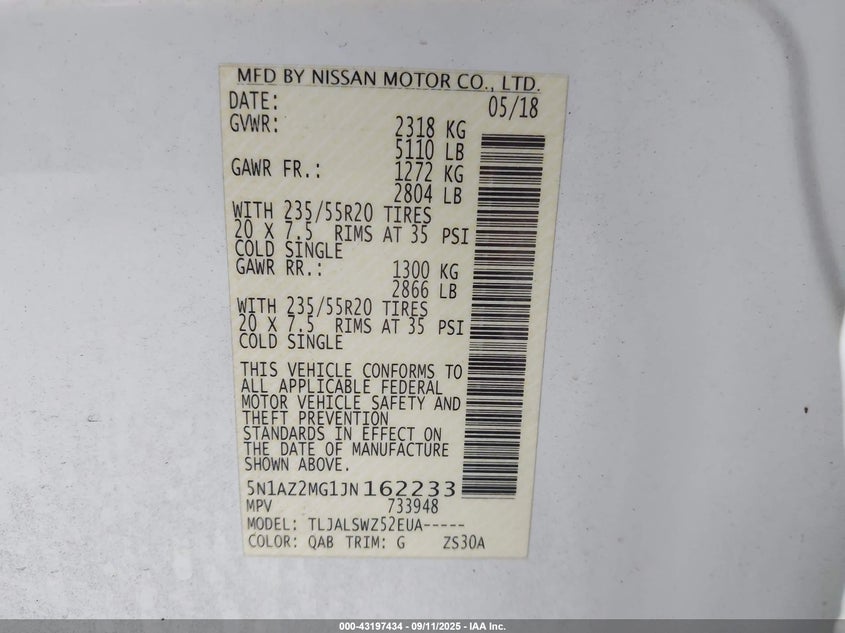 MFD BY NISSAN MOTOR CO., LTD.
DATE: 05/18
GVWR: 2318 KG
5110 LB
GAWR FR.: 1272 KG
2804 LB
WITH 235/55R20 TIRES
20 X 7.5 RIMS AT 35 PSI
COLD SINGLE
GAWR RR.: 1300 KG
2866 LB
WITH 235/55R20 TIRES
20 X 7.5 RIMS AT 35 PSI
COLD SINGLE
THIS VEHICLE CONFORMS TO
ALL APPLICABLE FEDERAL
MOTOR VEHICLE SAFETY AND
THEFT PREVENTION
STANDARDS IN EFFECT ON
THE DATE OF MANUFACTURE
SHOWN ABOVE.
5N1AZ2MG1JN162233
MPV 733948
MODEL: TLJALSWZ52EUA-----
COLOR: QAB TRIM: G ZS30A
000-43197434 - 09/11/2025 - IAA Inc.